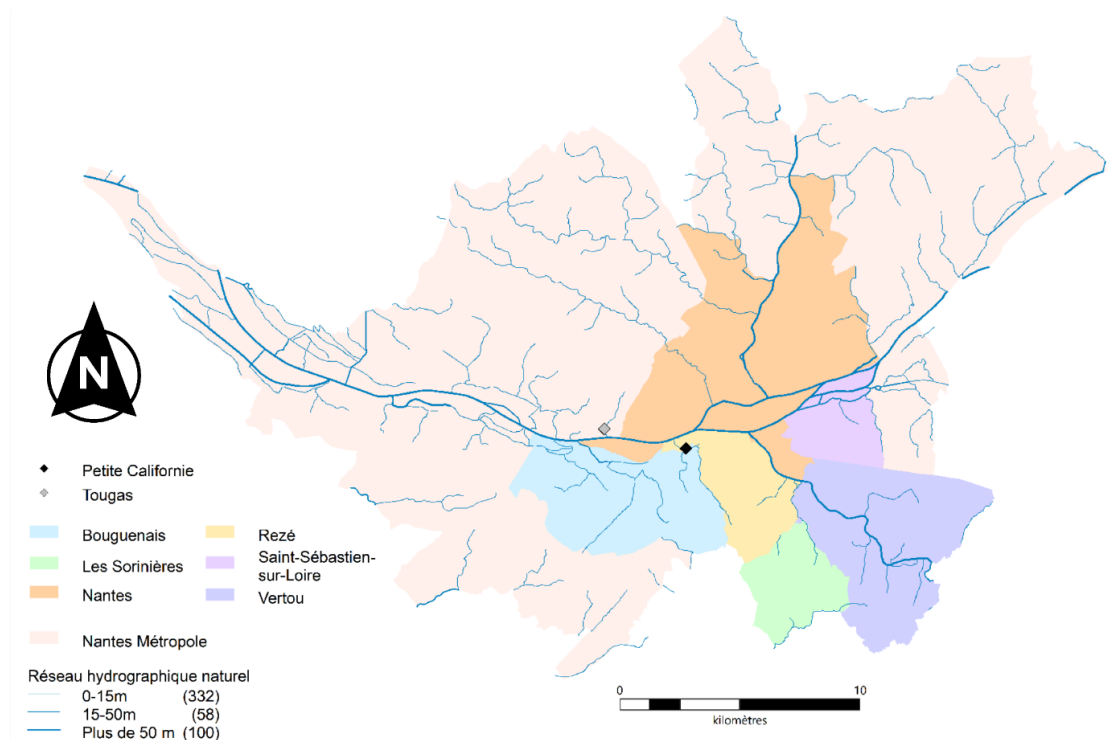 N
Petite Californie
Tougas
Bouguenais
Rezé
Les Sorinières
Saint-Sébastien-
sur-Loire
Nantes
Vertou
Nantes Métropole
Réseau hydrographique naturel
0-15m (332)
15-50m (58)
Plus de 50 m (100)
0 10
kilomètres